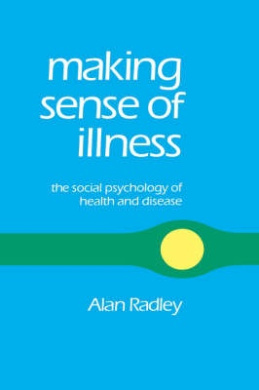 making
sense of
illness
the social psychology of
health and disease
Alan Radley